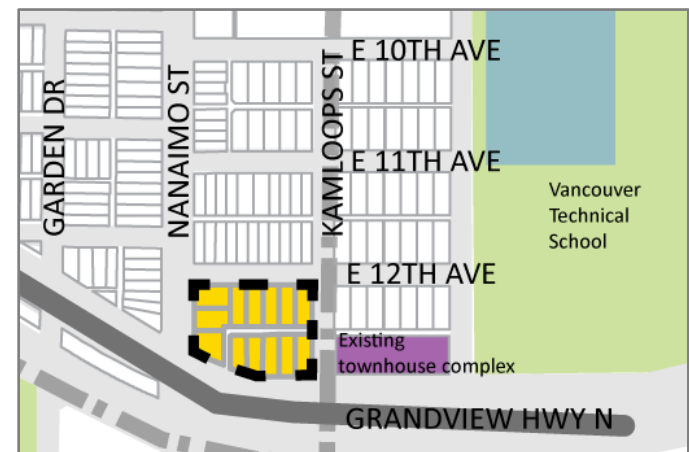 E 10TH AVE
GARDEN DR
NANAIMO ST
KAMLOOPS ST
E 11TH AVE
Vancouver
Technical
School
E 12TH AVE
Existing
townhouse complex
GRANDVIEW HWY N